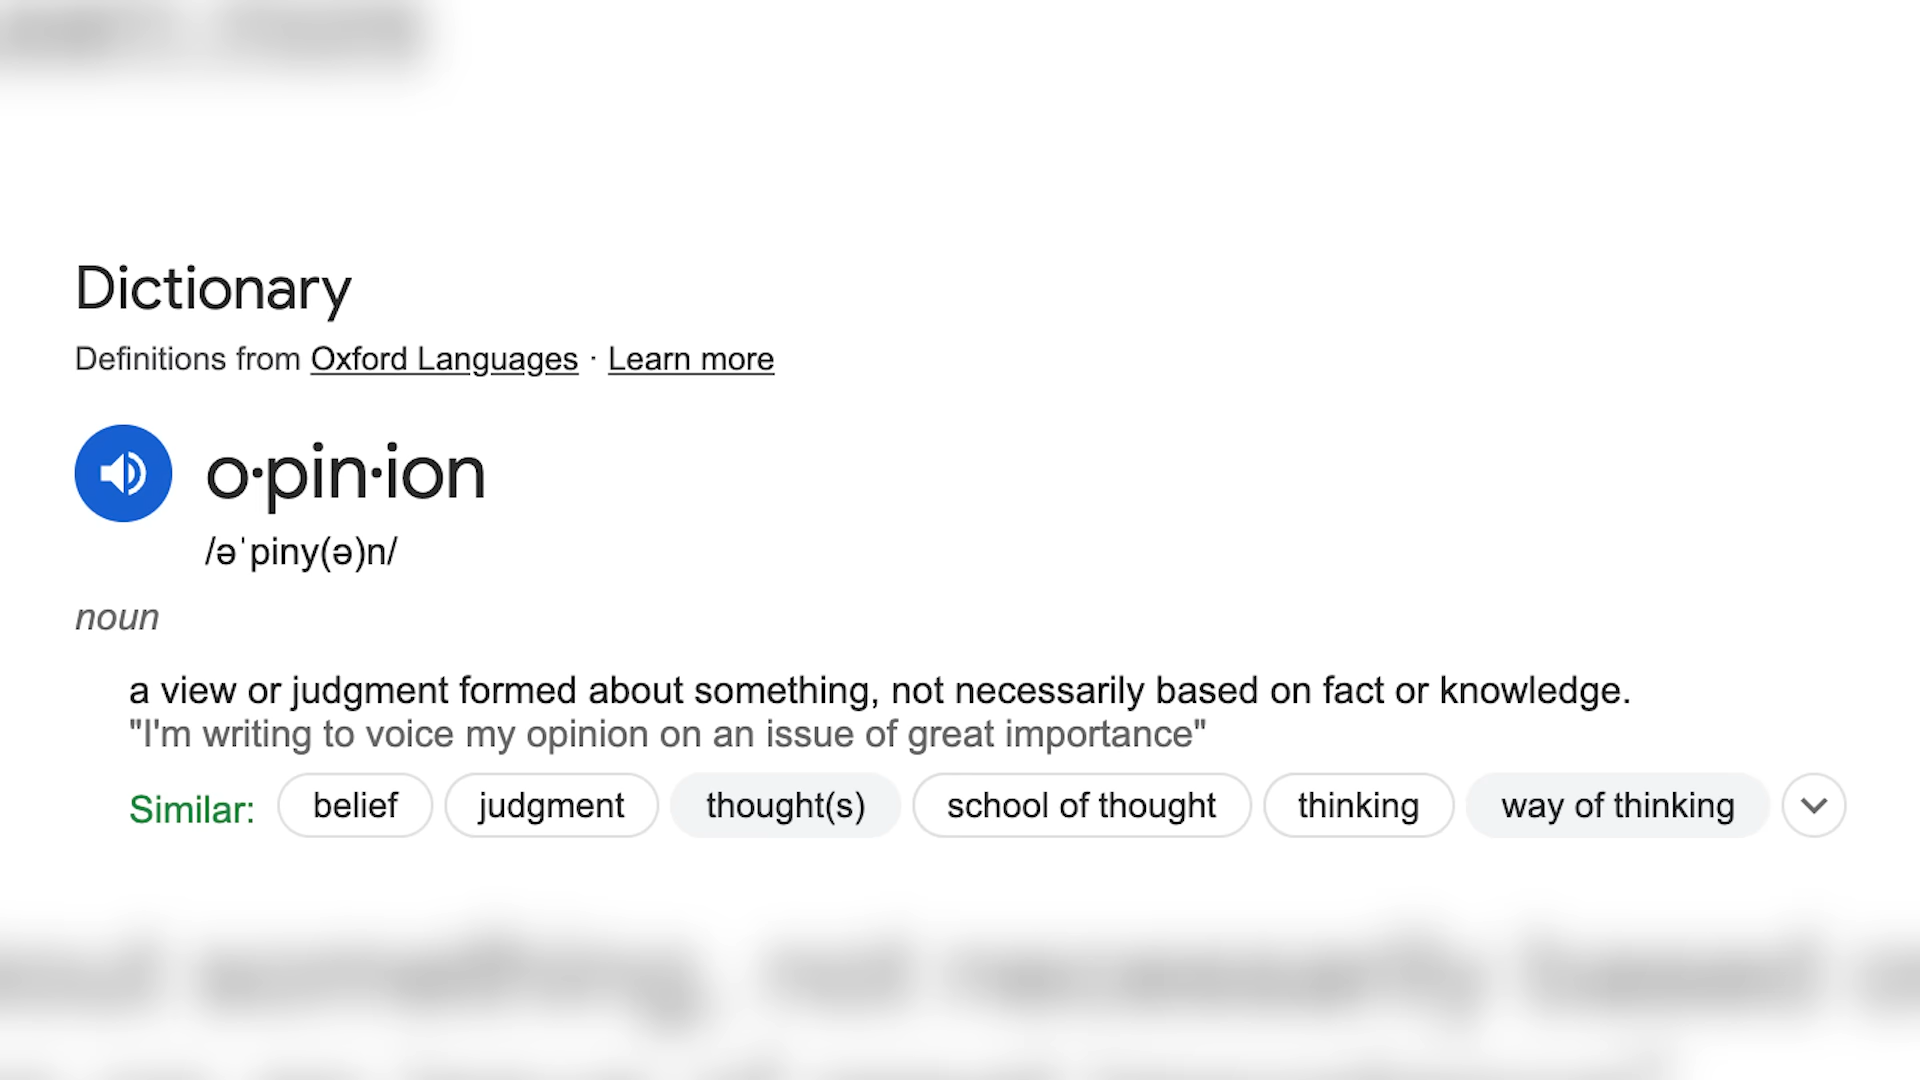 Dictionary
Definitions from Oxford Languages · Learn more
o·pin·ion
/əˈpiny(ə)n/
noun
a view or judgment formed about something, not necessarily based on fact or knowledge.
"I'm writing to voice my opinion on an issue of great importance"
Similar: belief judgment thought(s) school of thought thinking way of thinking